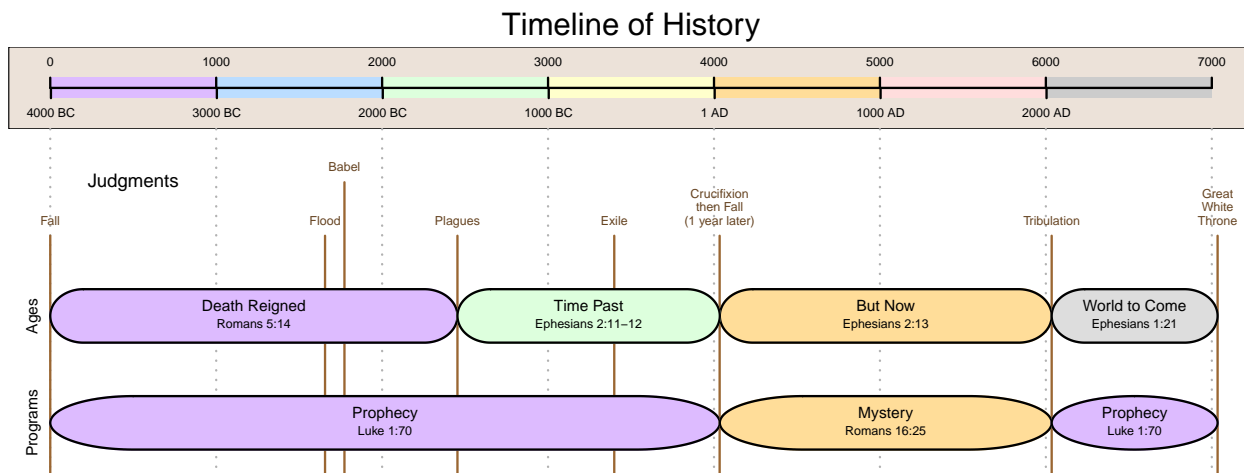 Timeline of History
0 1000 2000 3000 4000 5000 6000 7000
4000 BC 3000 BC 2000 BC 1000 BC 1 AD 1000 AD 2000 AD
Judgments
Babel
Fall
Flood
Plagues
Exile
Crucifixion
then Fall
(1 year later)
Tribulation
Great
White
Throne
Ages
Death Reigned
Romans 5:14
Time Past
Ephesians 2:11–12
But Now
Ephesians 2:13
World to Come
Ephesians 1:21
Programs
Prophecy
Luke 1:70
Mystery
Romans 16:25
Prophecy
Luke 1:70